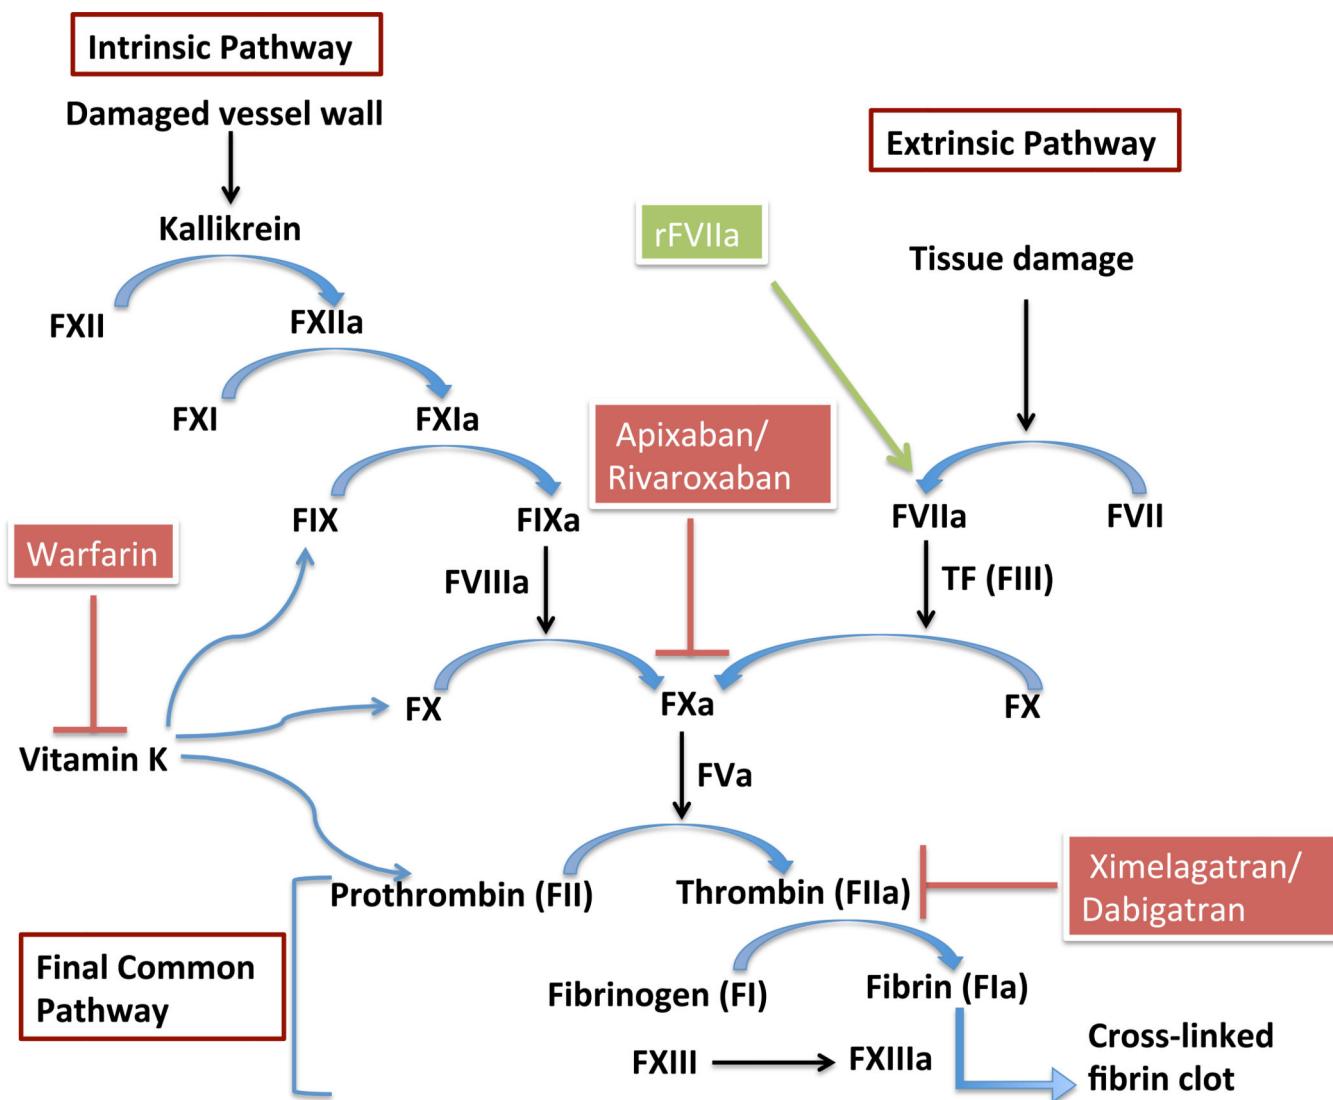 Intrinsic Pathway
Damaged vessel wall
Extrinsic Pathway
Kallikrein
rFVIIa
Tissue damage
FXII
FXIIa
FXI
FXIa
Apixaban/
Rivaroxaban
FIX
FIXa
FVIIa
FVII
Warfarin
FVIIIa
TF (FIII)
FX
FXa
FX
Vitamin K
FVa
Prothrombin (FII)
Thrombin (FIIa)
Ximelagatran/
Dabigatran
Final Common
Pathway
Fibrinogen (FI)
Fibrin (FIa)
FXIII
FXIIIa
Cross-linked
fibrin clot